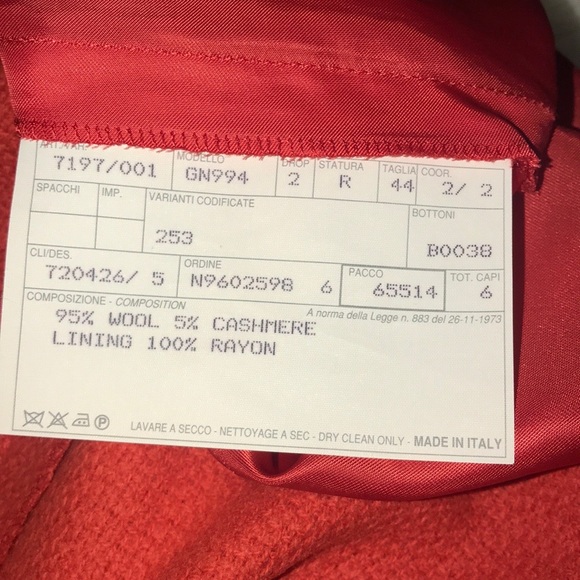 ART. MODELLO DROP STATURA TAGLIA COOR.
7197/001 GN994 2 R 44 2/ 2
SPACCHI IMP. VARIANTI CODIFICATE BOTTONI
253 B0038
CLI/DES. ORDINE PACCO TOT. CAPI
720426/ 5 N9602598 6 65514 6
COMPOSIZIONE - COMPOSITION A norma della Legge n. 883 del 26-11-1973
95% WOOL 5% CASHMERE
LINING 100% RAYON
P LAVARE A SECCO - NETTOYAGE A SEC - DRY CLEAN ONLY - MADE IN ITALY